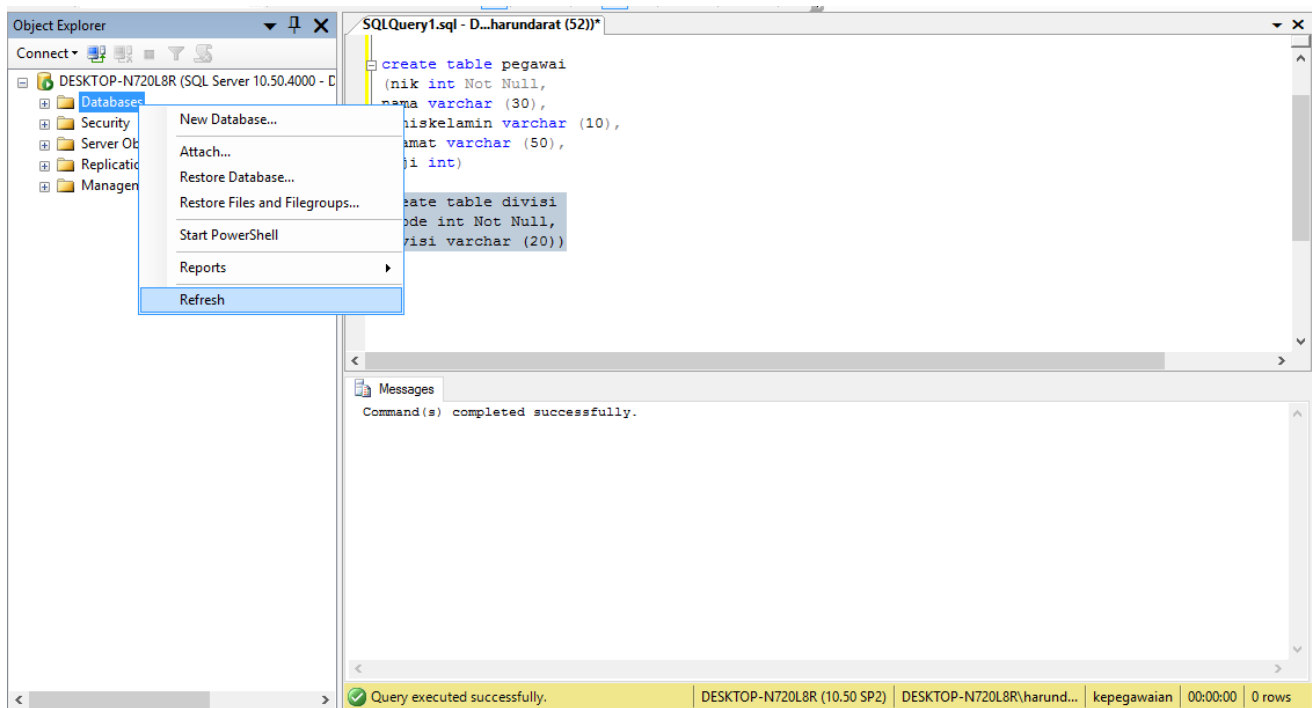 Object Explorer
Connect
DESKTOP-N720L8R (SQL Server 10.50.4000 - D
Databases
Security
Server Ob
Replicatio
Managem
New Database...
Attach...
Restore Database...
Restore Files and Filegroups...
Start PowerShell
Reports
Refresh
SQLQuery1.sql - D...harundarat (52))*
create table pegawai
(nik int Not Null,
nama varchar (30),
niskelamin varchar (10),
amat varchar (50),
ji int)
eate table divisi
ode int Not Null,
visi varchar (20))
Messages
Command(s) completed successfully.
Query executed successfully.
DESKTOP-N720L8R (10.50 SP2)
DESKTOP-N720L8R\harund...
kepegawaian
00:00:00
0 rows